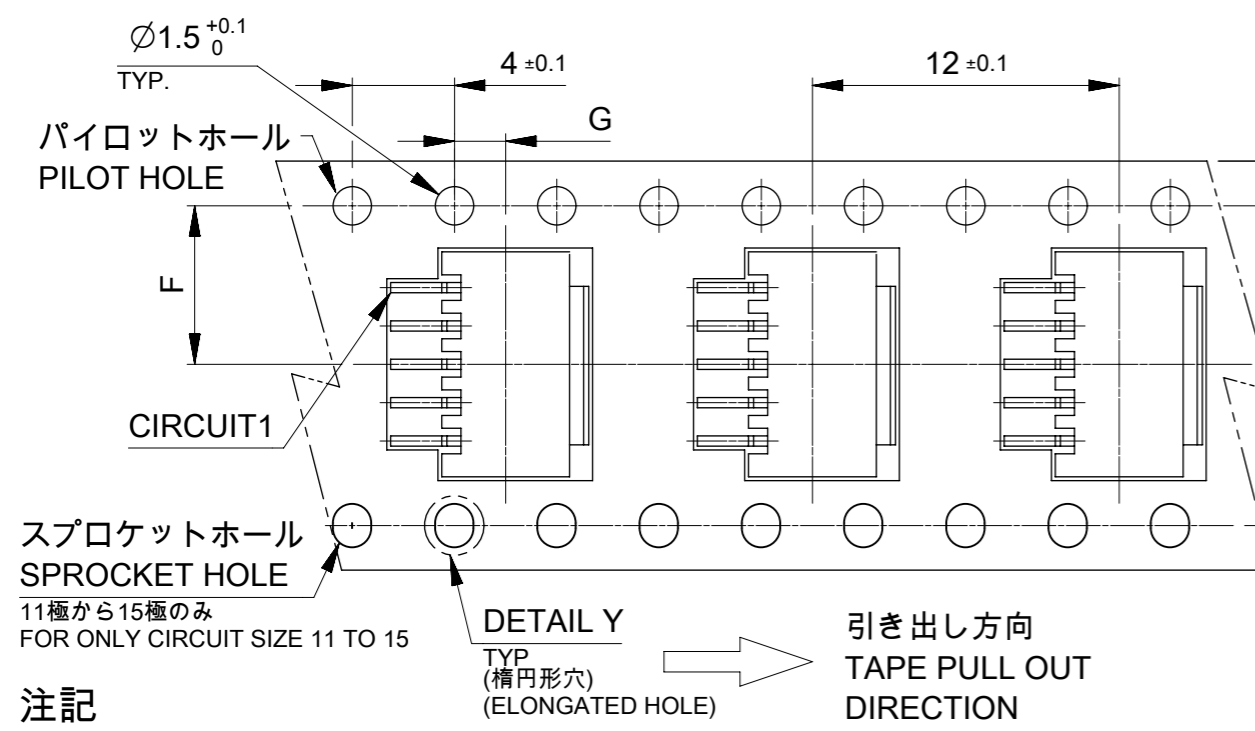 ∅1.5 +0.1 0
TYP.
4 ±0.1
12 ±0.1
G
パイロットホール
PILOT HOLE
F
CIRCUIT1
スプロケットホール
SPROCKET HOLE
11極から15極のみ
FOR ONLY CIRCUIT SIZE 11 TO 15
DETAIL Y
TYP
(楕円形穴)
(ELONGATED HOLE)
引き出し方向
TAPE PULL OUT
DIRECTION
注記